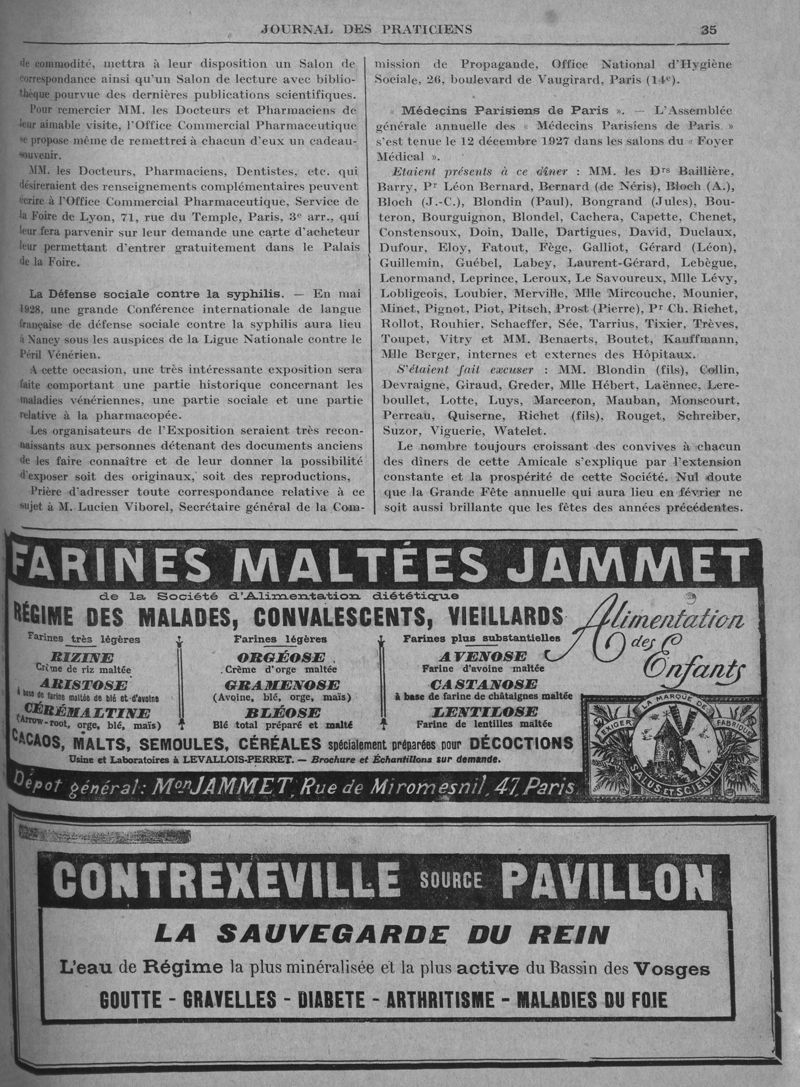 JOURNAL DES PRATICIENS 35
de commodité, mettra à leur disposition un Salon de
correspondance ainsi qu'un Salon de lecture avec biblio-
thèque pourvue des dernières publications scientifiques.
Pour remercier MM. les Docteurs et Pharmaciens de
leur aimable visite, l'Office Commercial Pharmaceutique
se propose même de remettre à chacun d'eux un cadeau-
souvenir.
MM. les Docteurs, Pharmaciens, Dentistes, etc. qui
désireraient des renseignements complémentaires peuvent
écrire à l'Office Commercial Pharmaceutique, Service de
la Foire de Lyon, 71, rue du Temple, Paris, 3e arr., qui
leur fera parvenir sur leur demande une carte d'acheteur
leur permettant d'entrer gratuitement dans le Palais
de la Foire.
La Défense sociale contre la syphilis. — En mai
1928, une grande Conférence internationale de langue
française de défense sociale contre la syphilis aura lieu
à Nancy sous les auspices de la Ligue Nationale contre le
Péril Vénérien.
A cette occasion, une très intéressante exposition sera
faite comportant une partie historique concernant les
maladies vénériennes, une partie sociale et une partie
relative à la pharmacopée.
Les organisateurs de l'Exposition seraient très recon-
naissants aux personnes détenant des documents anciens
de les faire connaître et de leur donner la possibilité
d'exposer soit des originaux, soit des reproductions,
Prière d'adresser toute correspondance relative à ce
sujet à M. Lucien Viborel, Secrétaire général de la Com-
mission de Propagande, Office National d'Hygiène
Sociale, 26, boulevard de Vaugirard, Paris (14e).
« Médecins Parisiens de Paris ». — L'Assemblée
générale annuelle des « Médecins Parisiens de Paris »
s'est tenue le 12 décembre 1927 dans les salons du « Foyer
Médical ».
Etaient présents à ce dîner : MM. les Drs Baillière,
Barry, Pr Léon Bernard, Bernard (de Néris), Bloch (A.),
Bloch (J.-C.), Blondin (Paul), Bongrand (Jules), Bou-
teron, Bourguignon, Blondel, Cachera, Capette, Chenet,
Constensoux, Doin, Dalle, Dartigues, David, Duclaux,
Dufour, Eloy, Fatout, Fège, Galliot, Gérard (Léon),
Guillemin, Guébel, Labey, Laurent-Gérard, Lebègue,
Lenormand, Leprince, Leroux, Le Savoureux, Mlle Lévy,
Lobligeois, Loubier, Merville, Mlle Mircouche, Mounier,
Minet, Pignot, Piot, Pitsch, Prost (Pierre), Pr Ch. Richet,
Rollot, Rouhier, Schaeffer, Sée, Tarrius, Tixier, Trèves,
Toupet, Vitry et MM. Benaerts, Boutet, Kauffmann,
Mlle Berger, internes et externes des Hôpitaux.
S'étaient fait excuser : MM. Blondin (fils), Collin,
Devraigne, Giraud, Greder, Mlle Hébert, Laënnec, Lere-
boullet, Lotte, Luys, Marceron, Mauban, Monscourt,
Perreau, Quiserne, Richet (fils), Rouget, Schreiber,
Suzor, Viguerie, Watelet.
Le nombre toujours croissant des convives à chacun
des dîners de cette Amicale s'explique par l'extension
constante et la prospérité de cette Société. Nul doute
que la Grande Fête annuelle qui aura lieu en février ne
soit aussi brillante que les fêtes des années précédentes.
FARINES MALTÉES JAMMET
de la Société d'Alimentation diététique
RÉGIME DES MALADES, CONVALESCENTS, VIEILLARDS
Alimentation
des
Enfants
Farines très légères
RIZINE
Crème de riz maltée
ARISTOSE
à base de farine maltée de blé et d'avoine
CÉRÉMALTINE
(Arrow-root, orge, blé, maïs)
Farines légères
ORGÉOSE
Crème d'orge maltée
GRAMENOSE
(Avoine, blé, orge, maïs)
BLÉOSE
Blé total préparé et malté
Farines plus substantielles
AVENOSE
Farine d'avoine maltée
CASTANOSE
à base de farine de châtaignes maltée
LENTILOSE
Farine de lentilles maltée
CACAOS, MALTS, SEMOULES, CÉRÉALES spécialement préparées pour DÉCOCTIONS
Usine et Laboratoires à LEVALLOIS-PERRET. — Brochure et Échantillons sur demande.
Dépot général: Mon JAMMET, Rue de Miromesnil, 47, Paris
EXIGER LA MARQUE DE FABRIQUE
SALUS ET SCIENTIA
CONTREXEVILLE SOURCE PAVILLON
LA SAUVEGARDE DU REIN
L'eau de Régime la plus minéralisée et la plus active du Bassin des Vosges
GOUTTE - GRAVELLES - DIABETE - ARTHRITISME - MALADIES DU FOIE